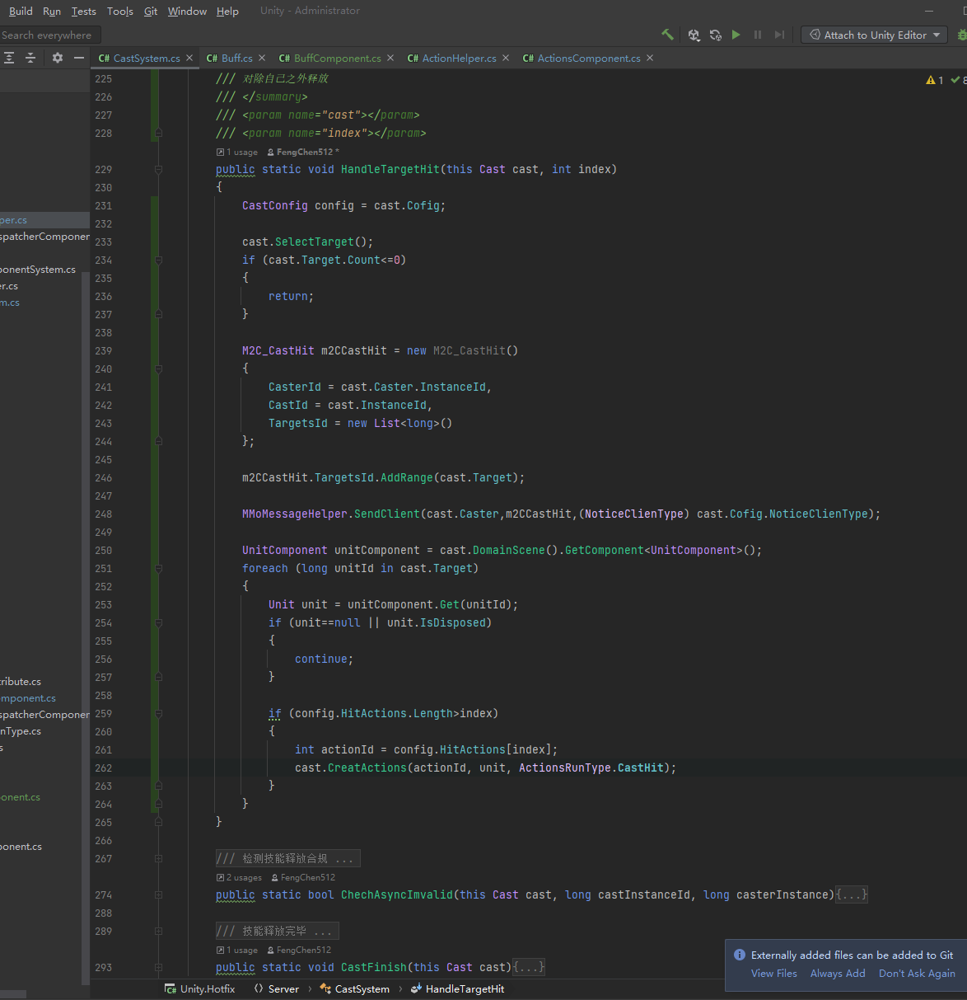 Build Run Tests Tools Git Window Help Unity - Administrator
Search everywhere
Attach to Unity Editor
C# CastSystem.cs
C# Buff.cs
C# BuffComponent.cs
C# ActionHelper.cs
C# ActionsComponent.cs
per.cs
spatcherComponen
ponentSystem.cs
er.cs
m.cs
tribute.cs
mponent.cs
spatcherComponen
nType.cs
s
onent.cs
ponent.cs
1 8
225 /// 对除自己之外释放
226 /// </summary>
227 /// <param name="cast"></param>
228 /// <param name="index"></param>
1 usage FengChen512 *
229 public static void HandleTargetHit(this Cast cast, int index)
230 {
231 CastConfig config = cast.Cofig;
232
233 cast.SelectTarget();
234 if (cast.Target.Count<=0)
235 {
236 return;
237 }
238
239 M2C_CastHit m2CCastHit = new M2C_CastHit()
240 {
241 CasterId = cast.Caster.InstanceId,
242 CastId = cast.InstanceId,
243 TargetsId = new List<long>()
244 };
245
246 m2CCastHit.TargetsId.AddRange(cast.Target);
247
248 MMoMessageHelper.SendClient(cast.Caster,m2CCastHit,(NoticeClienType) cast.Cofig.NoticeClienType);
249
250 UnitComponent unitComponent = cast.DomainScene().GetComponent<UnitComponent>();
251 foreach (long unitId in cast.Target)
252 {
253 Unit unit = unitComponent.Get(unitId);
254 if (unit==null || unit.IsDisposed)
255 {
256 continue;
257 }
258
259 if (config.HitActions.Length>index)
260 {
261 int actionId = config.HitActions[index];
262 cast.CreatActions(actionId, unit, ActionsRunType.CastHit);
263 }
264 }
265 }
266
267 /// 检测技能释放合规 ...
2 usages FengChen512
274 public static bool ChechAsyncImvalid(this Cast cast, long castInstanceId, long casterInstance){...}
288
289 /// 技能释放完毕 ...
1 usage FengChen512
293 public static void CastFinish(this Cast cast){...}
Externally added files can be added to Git
View Files Always Add Don't Ask Again
Unity.Hotfix Server CastSystem HandleTargetHit